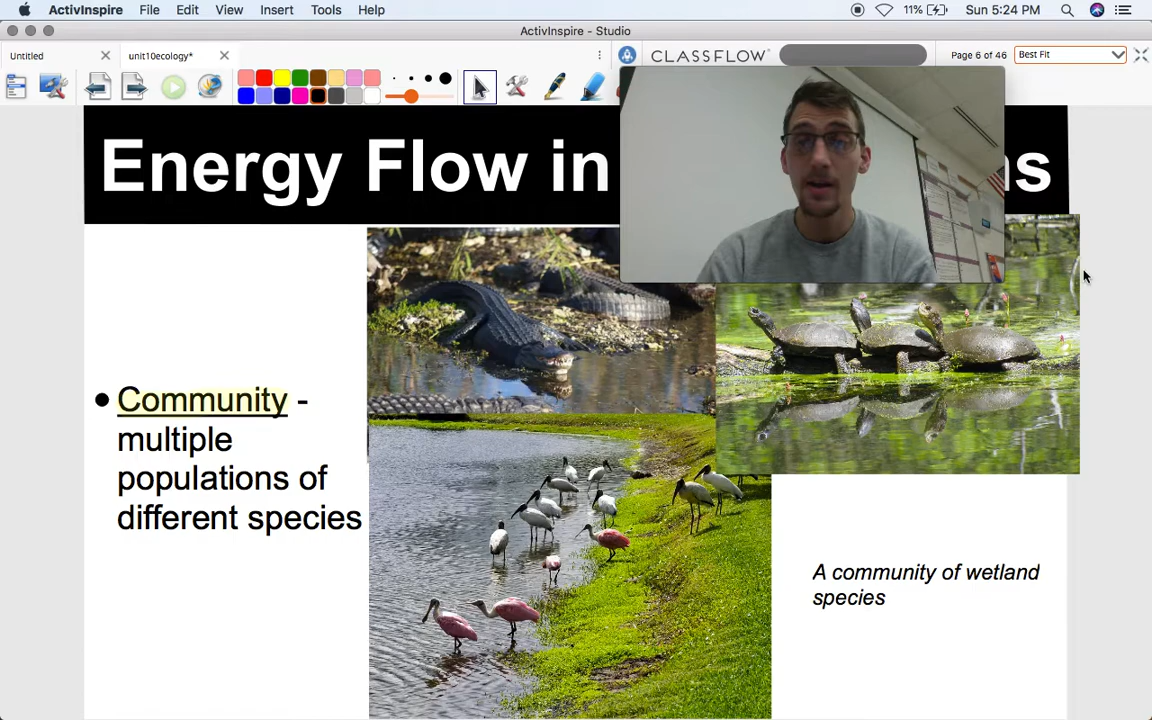 ActivInspire File Edit View Insert Tools Help 11% Sun 5:24 PM
ActivInspire - Studio
Untitled unit10ecology* CLASSFLOW Page 6 of 46 Best Fit
Energy Flow in
ns
Community -
multiple
populations of
different species
A community of wetland
species